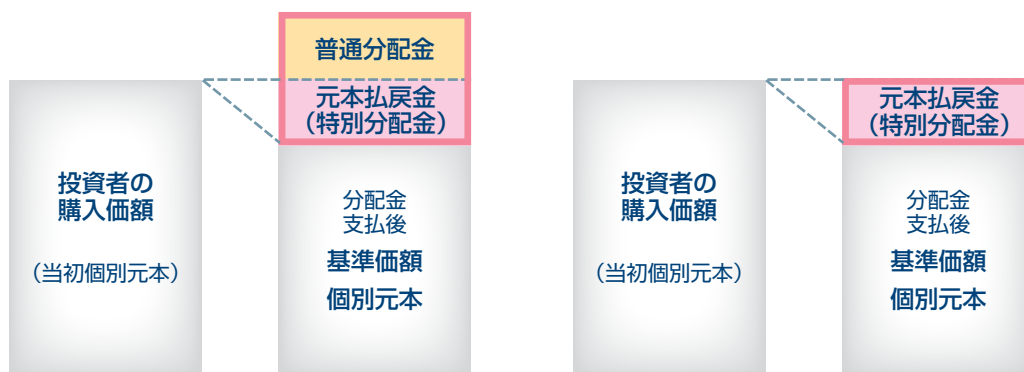 普通分配金
元本払戻金
（特別分配金）
投資者の
購入価額
（当初個別元本）
分配金
支払後
基準価額
個別元本
元本払戻金
（特別分配金）
投資者の
購入価額
（当初個別元本）
分配金
支払後
基準価額
個別元本